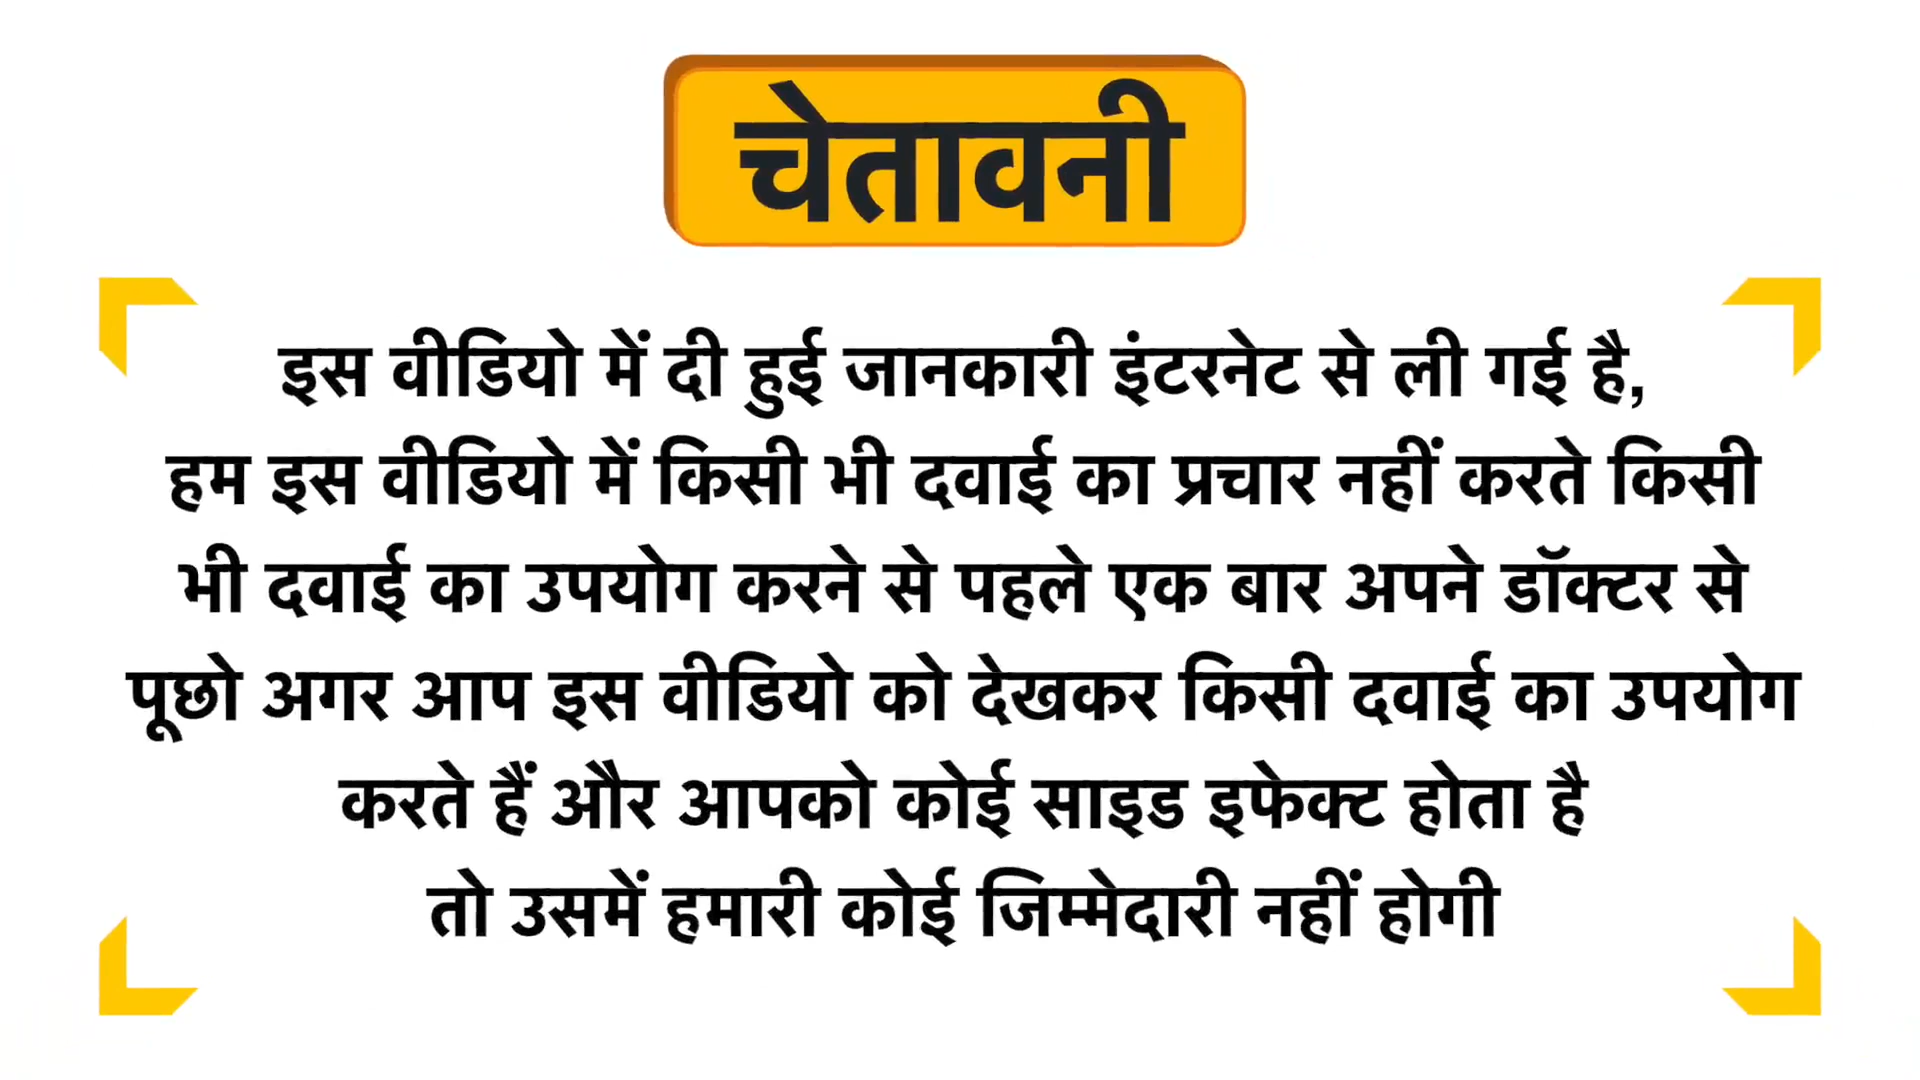 चेतावनी
इस वीडियो में दी हुई जानकारी इंटरनेट से ली गई है,
हम इस वीडियो में किसी भी दवाई का प्रचार नहीं करते किसी
भी दवाई का उपयोग करने से पहले एक बार अपने डॉक्टर से
पूछो अगर आप इस वीडियो को देखकर किसी दवाई का उपयोग
करते हैं और आपको कोई साइड इफेक्ट होता है
तो उसमें हमारी कोई जिम्मेदारी नहीं होगी